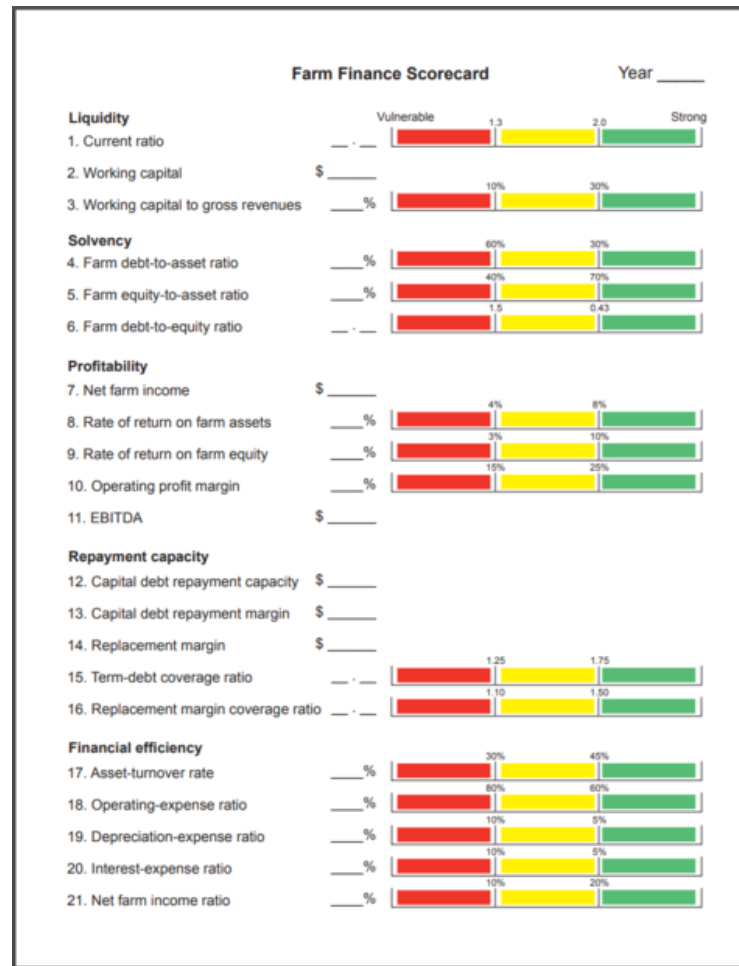 Farm Finance Scorecard Year _____
Liquidity Vulnerable 1.3 2.0 Strong
1. Current ratio __ . __
2. Working capital $ ______
3. Working capital to gross revenues ____% 10% 30%
Solvency 60% 30%
4. Farm debt-to-asset ratio ____%
40% 70%
5. Farm equity-to-asset ratio ____%
1.5 0.43
6. Farm debt-to-equity ratio __ . __
Profitability
7. Net farm income $ ______
4% 8%
8. Rate of return on farm assets ____%
3% 10%
9. Rate of return on farm equity ____%
15% 25%
10. Operating profit margin ____%
11. EBITDA $ ______
Repayment capacity
12. Capital debt repayment capacity $ ______
13. Capital debt repayment margin $ ______
14. Replacement margin $ ______
1.25 1.75
15. Term-debt coverage ratio __ . __
1.10 1.50
16. Replacement margin coverage ratio __ . __
Financial efficiency
30% 45%
17. Asset-turnover rate ____%
80% 60%
18. Operating-expense ratio ____%
10% 5%
19. Depreciation-expense ratio ____%
10% 5%
20. Interest-expense ratio ____%
10% 20%
21. Net farm income ratio ____%